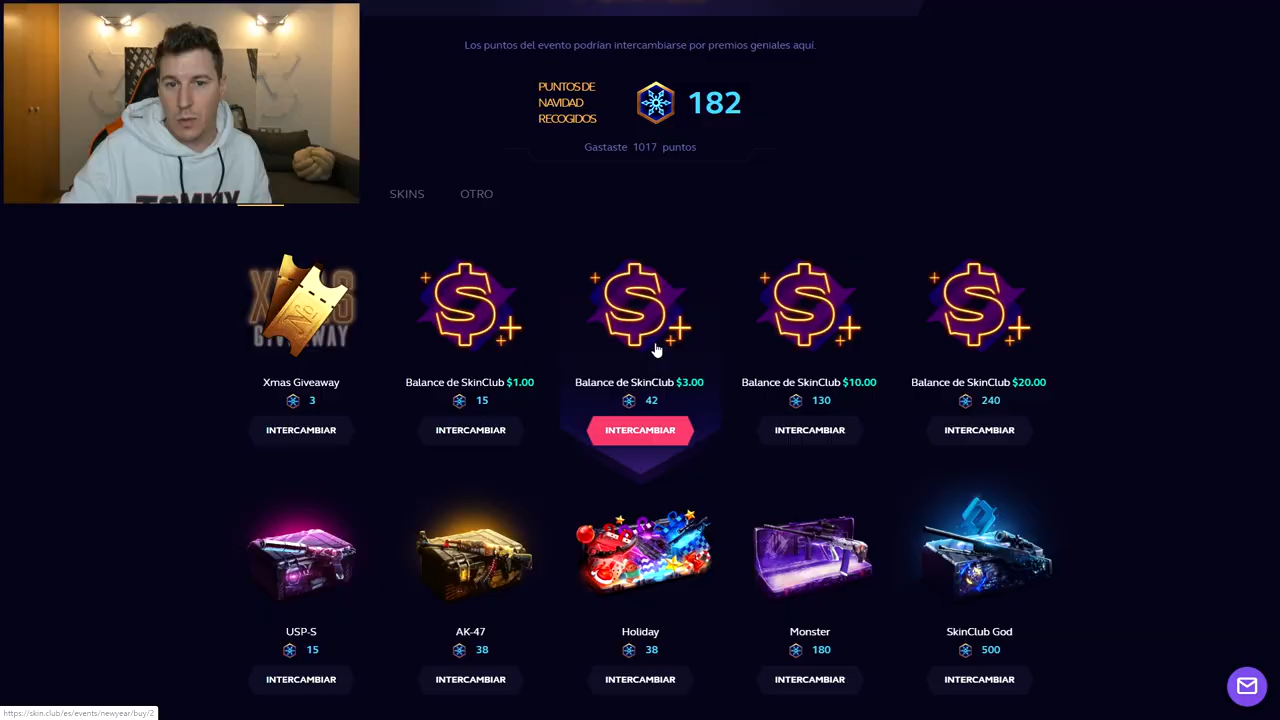 Los puntos del evento podrían intercambiarse por premios geniales aquí.
PUNTOS DE
NAVIDAD
RECOGIDOS
182
Gastaste 1017 puntos
SKINS
OTRO
XMAS
No
GIVEAWAY
Xmas Giveaway
3
INTERCAMBIAR
Balance de SkinClub $1.00
15
INTERCAMBIAR
Balance de SkinClub $3.00
42
INTERCAMBIAR
Balance de SkinClub $10.00
130
INTERCAMBIAR
Balance de SkinClub $20.00
240
INTERCAMBIAR
USP-S
15
INTERCAMBIAR
AK-47
38
INTERCAMBIAR
Holiday
38
INTERCAMBIAR
Monster
180
INTERCAMBIAR
SkinClub God
500
INTERCAMBIAR
https://skin.club/es/events/newyear/buy/2